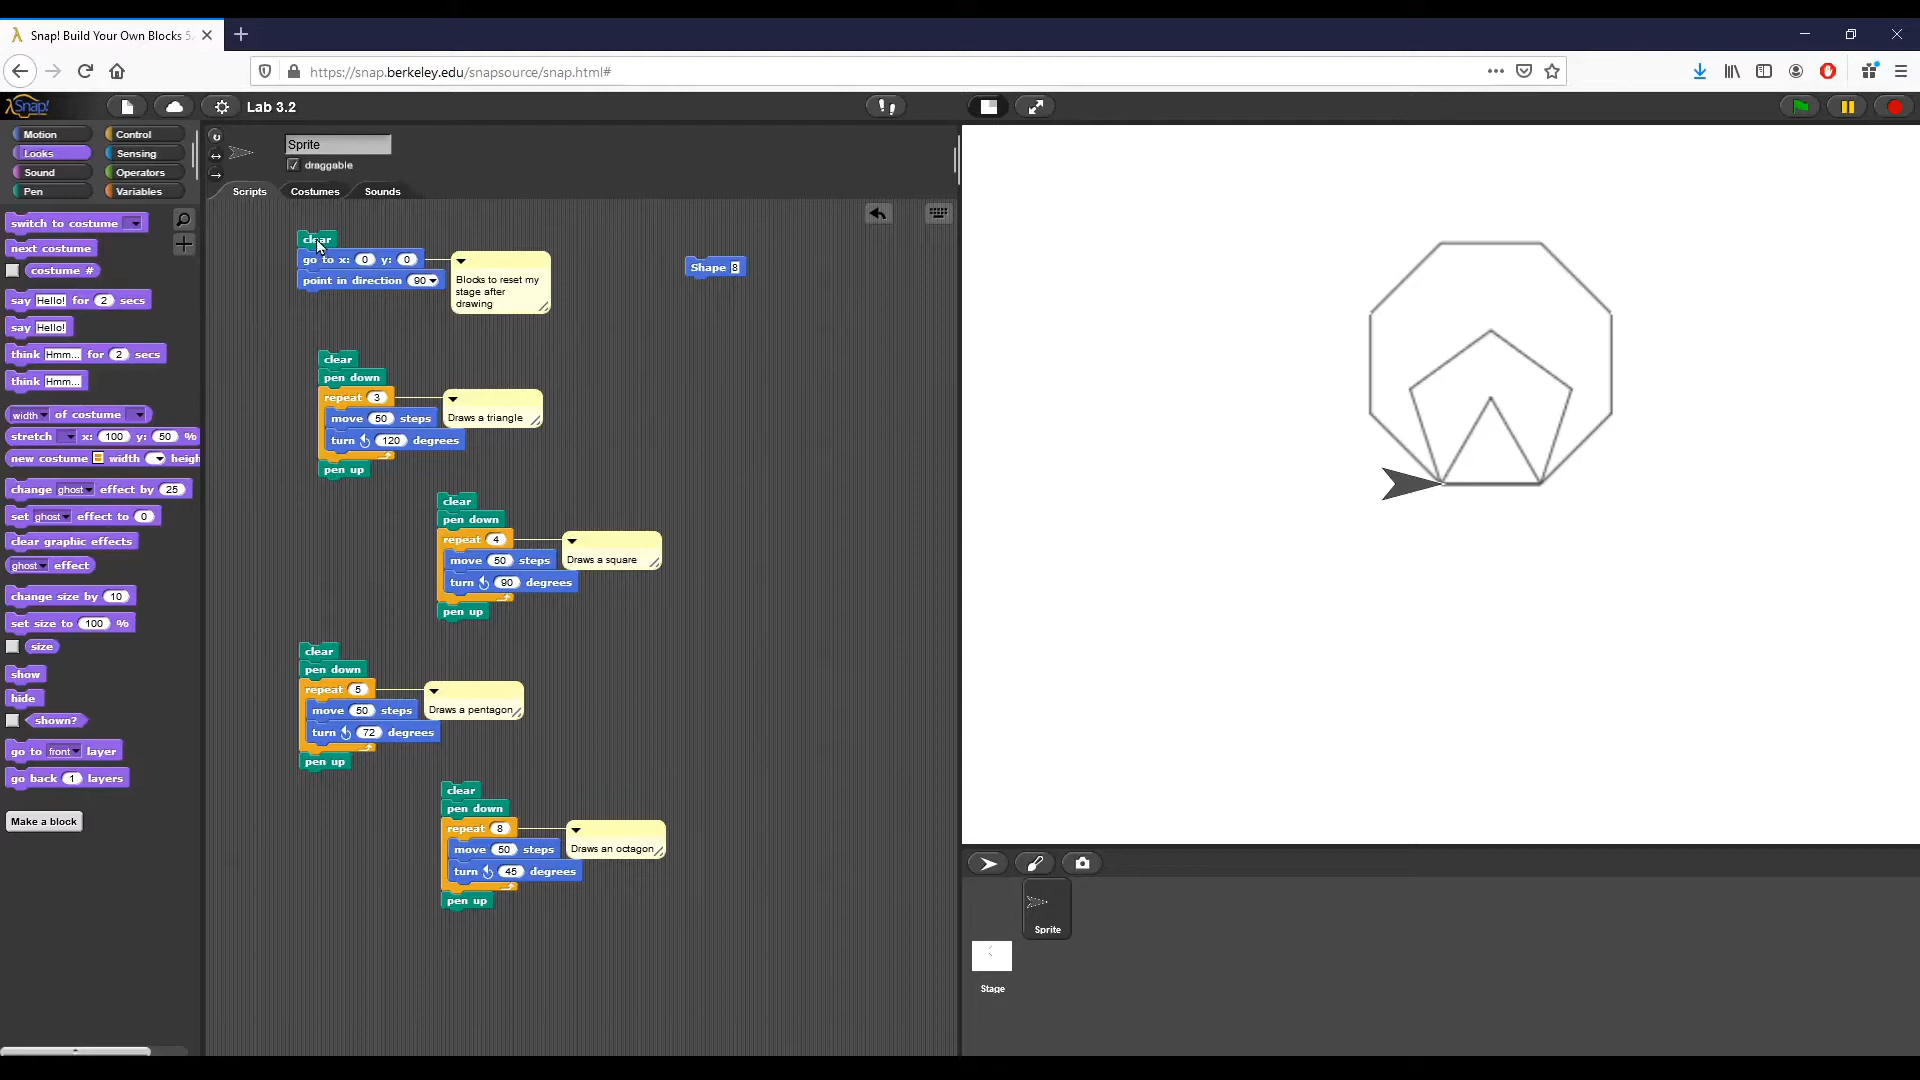 Snap! Build Your Own Blocks 5.
https://snap.berkeley.edu/snapsource/snap.html#
Snap!
Lab 3.2
Motion
Control
Looks
Sensing
Sound
Operators
Pen
Variables
switch to costume
next costume
costume #
say Hello! for 2 secs
say Hello!
think Hmm... for 2 secs
think Hmm...
width of costume
stretch x: 100 y: 50 %
new costume width heigh
change ghost effect by 25
set ghost effect to 0
clear graphic effects
ghost effect
change size by 10
set size to 100 %
size
show
hide
shown?
go to front layer
go back 1 layers
Make a block
Sprite
draggable
Scripts
Costumes
Sounds
clear
go to x: 0 y: 0
point in direction 90
Blocks to reset my
stage after
drawing
Shape 8
clear
pen down
repeat 3
move 50 steps
turn 120 degrees
pen up
Draws a triangle
clear
pen down
repeat 4
move 50 steps
turn 90 degrees
pen up
Draws a square
clear
pen down
repeat 5
move 50 steps
turn 72 degrees
pen up
Draws a pentagon
clear
pen down
repeat 8
move 50 steps
turn 45 degrees
pen up
Draws an octagon
Sprite
Stage